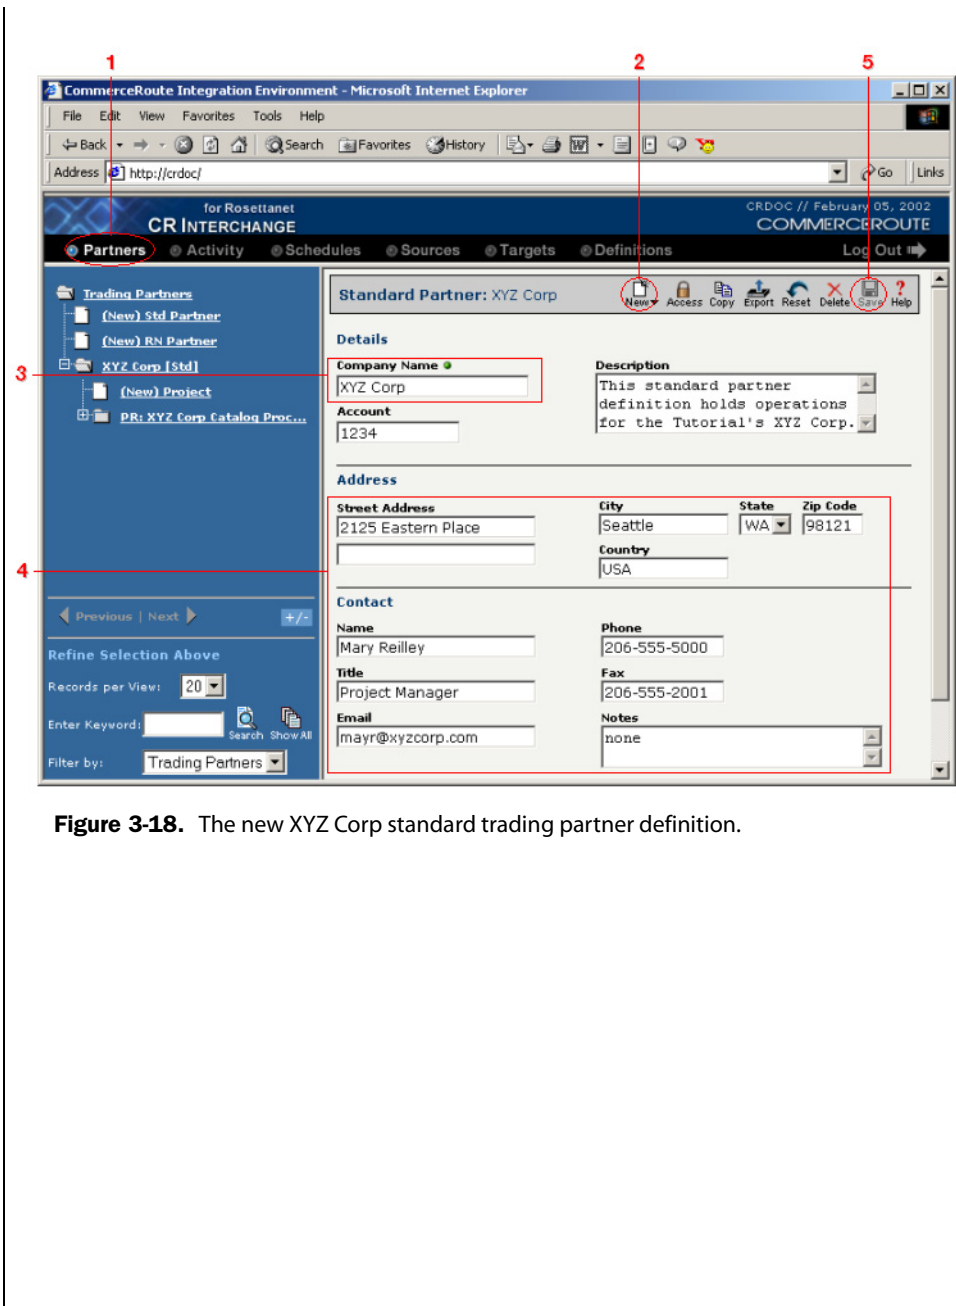 1 2 5
CommerceRoute Integration Environment - Microsoft Internet Explorer
File Edit View Favorites Tools Help
Back Search Favorites History
Address http://crdoc/ Go Links
for Rosettanet
CR INTERCHANGE
CRDOC // February 05, 2002
COMMERCEROUTE
Partners Activity Schedules Sources Targets Definitions Log Out
Trading Partners
(New) Std Partner
(New) RN Partner
XYZ Corp [Std]
(New) Project
PR: XYZ Corp Catalog Proc...
Previous | Next +/-
Refine Selection Above
Records per View: 20
Enter Keyword: Search Show All
Filter by: Trading Partners
Standard Partner: XYZ Corp
New Access Copy Export Reset Delete Save Help
Details
3
Company Name
XYZ Corp
Account
1234
Description
This standard partner
definition holds operations
for the Tutorial's XYZ Corp.
Address
4
Street Address
2125 Eastern Place
City State Zip Code
Seattle WA 98121
Country
USA
Contact
Name
Mary Reilley
Title
Project Manager
Email
mayr@xyzcorp.com
Phone
206-555-5000
Fax
206-555-2001
Notes
none
Figure 3-18. The new XYZ Corp standard trading partner definition.